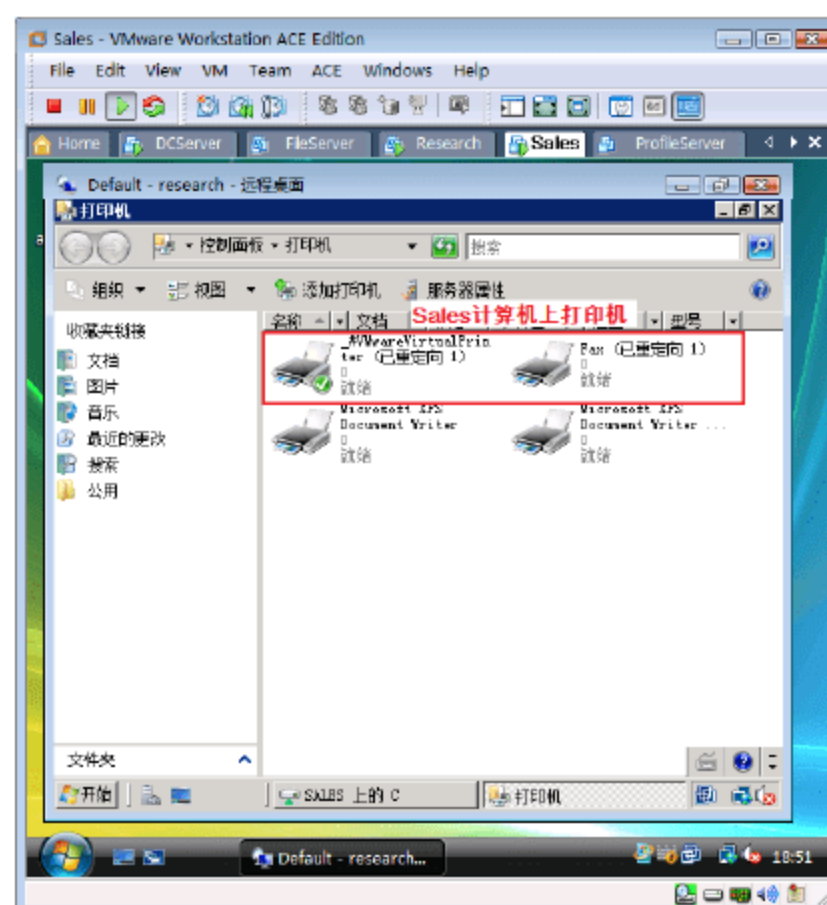 Sales - VMware Workstation ACE Edition
File Edit View VM Team ACE Windows Help
Home DCServer FileServer Research Sales ProfileServer
Default - research - 远程桌面
打印机
控制面板 打印机 搜索
组织 视图 添加打印机 服务器属性
Sales计算机上打印机
收藏夹链接 名称 文档 型号
_#VMwareVirtualPrin
ter (已重定向 1) Fax (已重定向 1)
0 0
就绪 就绪
文档
图片
音乐
最近的更改
搜索
公用
Microsoft XPS Microsoft XPS
Document Writer Document Writer ...
0 0
就绪 就绪
文件夹
开始 SALES 上的 C 打印机
Default - research... 18:51